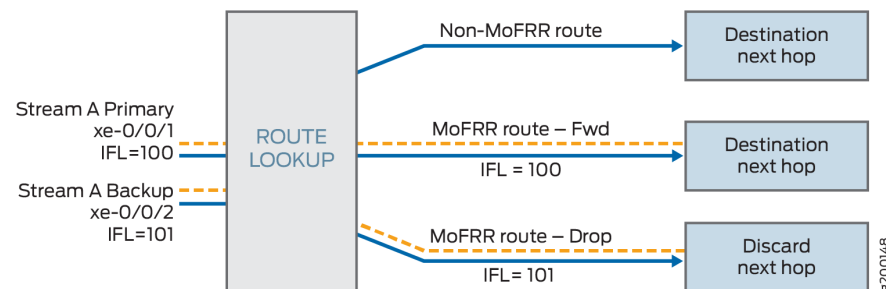 Non-MoFRR route
Destination
next hop
Stream A Primary
xe-0/0/1
IFL=100
ROUTE
LOOKUP
MoFRR route – Fwd
IFL = 100
Destination
next hop
Stream A Backup
xe-0/0/2
IFL=101
MoFRR route – Drop
IFL= 101
Discard
next hop